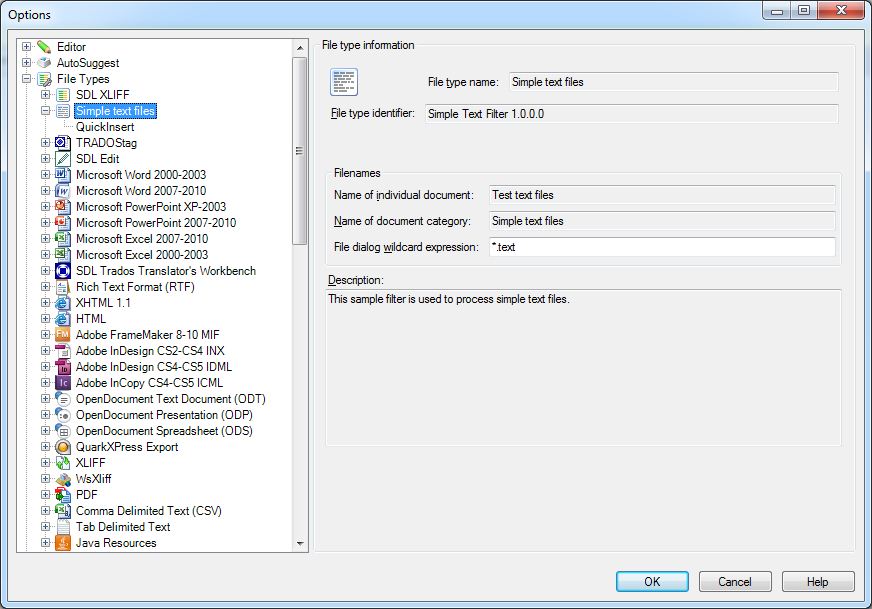 Options
Editor
AutoSuggest
File Types
SDL XLIFF
Simple text files
QuickInsert
TRADOStag
SDL Edit
Microsoft Word 2000-2003
Microsoft Word 2007-2010
Microsoft PowerPoint XP-2003
Microsoft PowerPoint 2007-2010
Microsoft Excel 2007-2010
Microsoft Excel 2000-2003
SDL Trados Translator's Workbench
Rich Text Format (RTF)
XHTML 1.1
HTML
Adobe FrameMaker 8-10 MIF
Adobe InDesign CS2-CS4 INX
Adobe InDesign CS4-CS5 IDML
Adobe InCopy CS4-CS5 ICML
OpenDocument Text Document (ODT)
OpenDocument Presentation (ODP)
OpenDocument Spreadsheet (ODS)
QuarkXPress Export
XLIFF
WsXliff
PDF
Comma Delimited Text (CSV)
Tab Delimited Text
Java Resources
File type information
File type name: Simple text files
File type identifier: Simple Text Filter 1.0.0.0
Filenames
Name of individual document: Test text files
Name of document category: Simple text files
File dialog wildcard expression: *.text
Description:
This sample filter is used to process simple text files.
OK Cancel Help